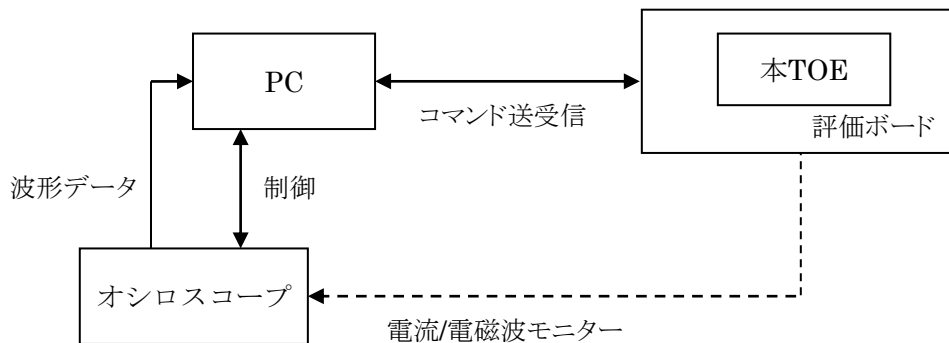 PC
本TOE
評価ボード
コマンド送受信
波形データ
制御
オシロスコープ
電流/電磁波モニター